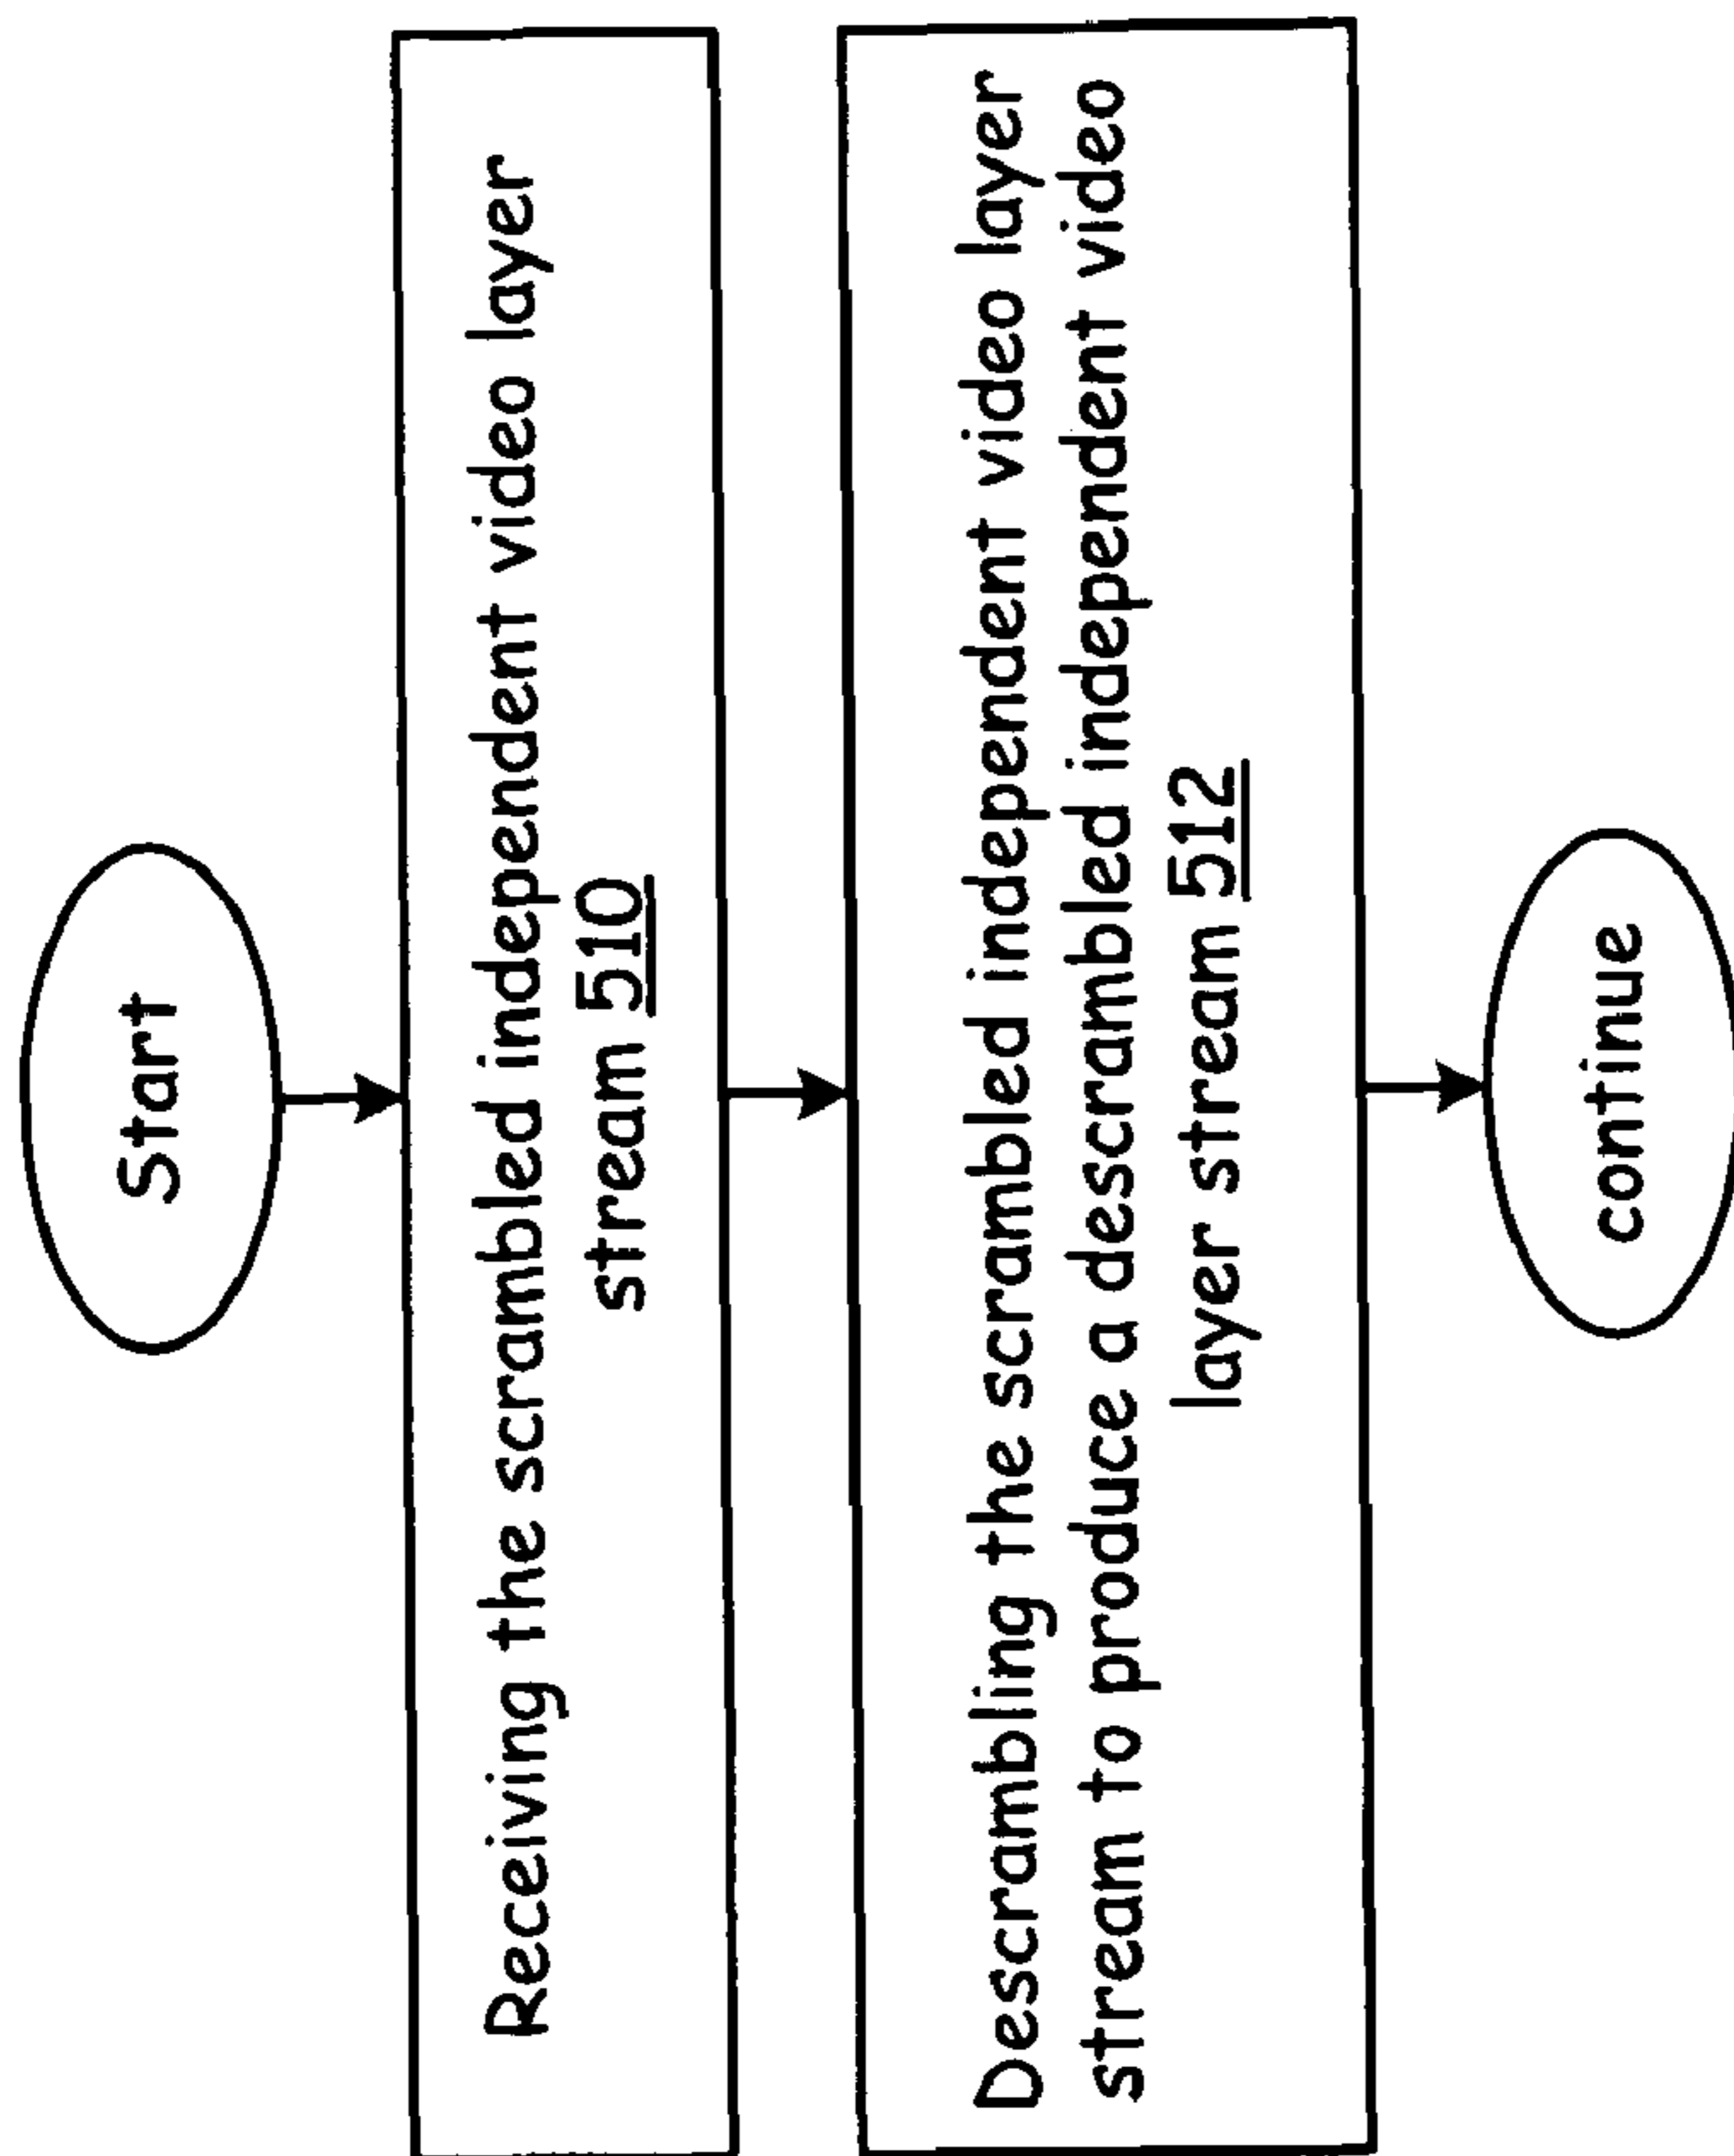 Start
Receiving the scrambled independent video layer
stream 510
Descrambling the scrambled independent video layer
stream to produce a descrambled independent video
layer stream 512
continue